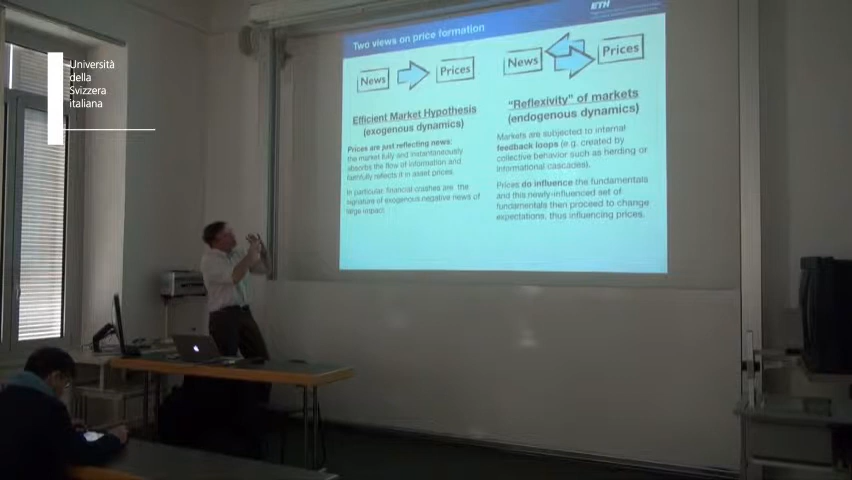 Università
della
Svizzera
italiana
ETH
Two views on price formation
News
Prices
Efficient Market Hypothesis
(exogenous dynamics)
Prices are just reflecting news:
the market fully and instantaneously
absorbs the flow of information and
faithfully reflects it in asset prices.
In particular, financial crashes are the
signature of exogenous negative news of
large impact.
News
Prices
"Reflexivity" of markets
(endogenous dynamics)
Markets are subjected to internal
feedback loops (e.g. created by
collective behavior such as herding or
informational cascades).
Prices do influence the fundamentals
and this newly-influenced set of
fundamentals then proceed to change
expectations, thus influencing prices.